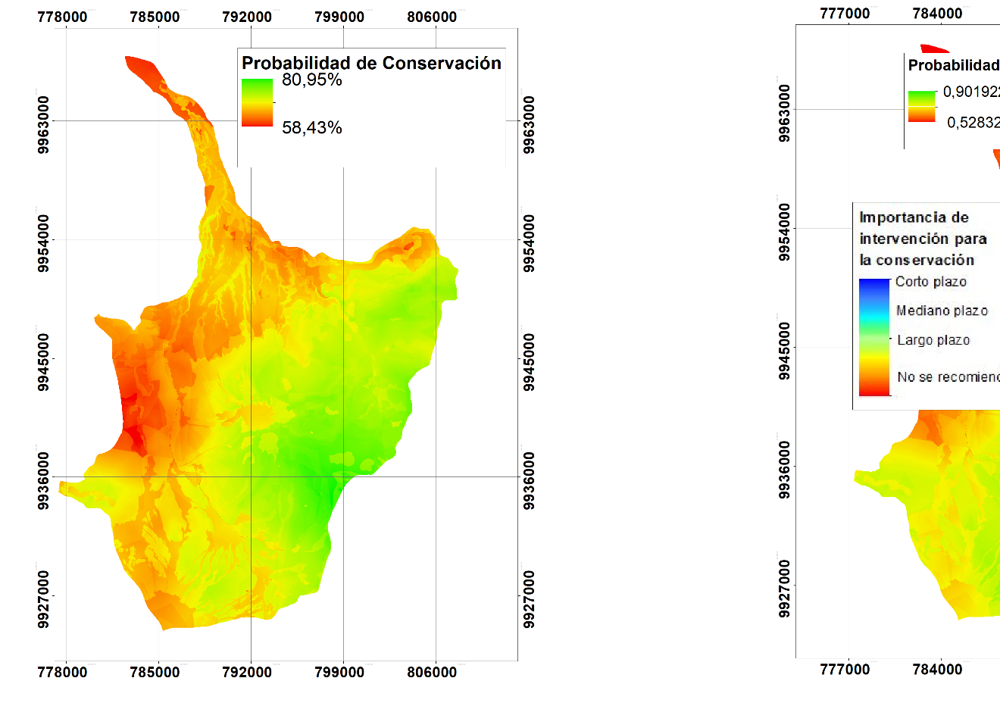 778000 785000 792000 799000 806000
Probabilidad de Conservación
80,95%
58,43%
9963000 9963000
9954000 9954000
9945000 9945000
9936000 9936000
9927000 9927000
778000 785000 792000 799000 806000
777000 784000
Probabilidad
0,901922
0,52832
9963000
9954000
Importancia de
intervención para
la conservación
Corto plazo
Mediano plazo
Largo plazo
No se
9945000
9936000
9927000
777000 784000